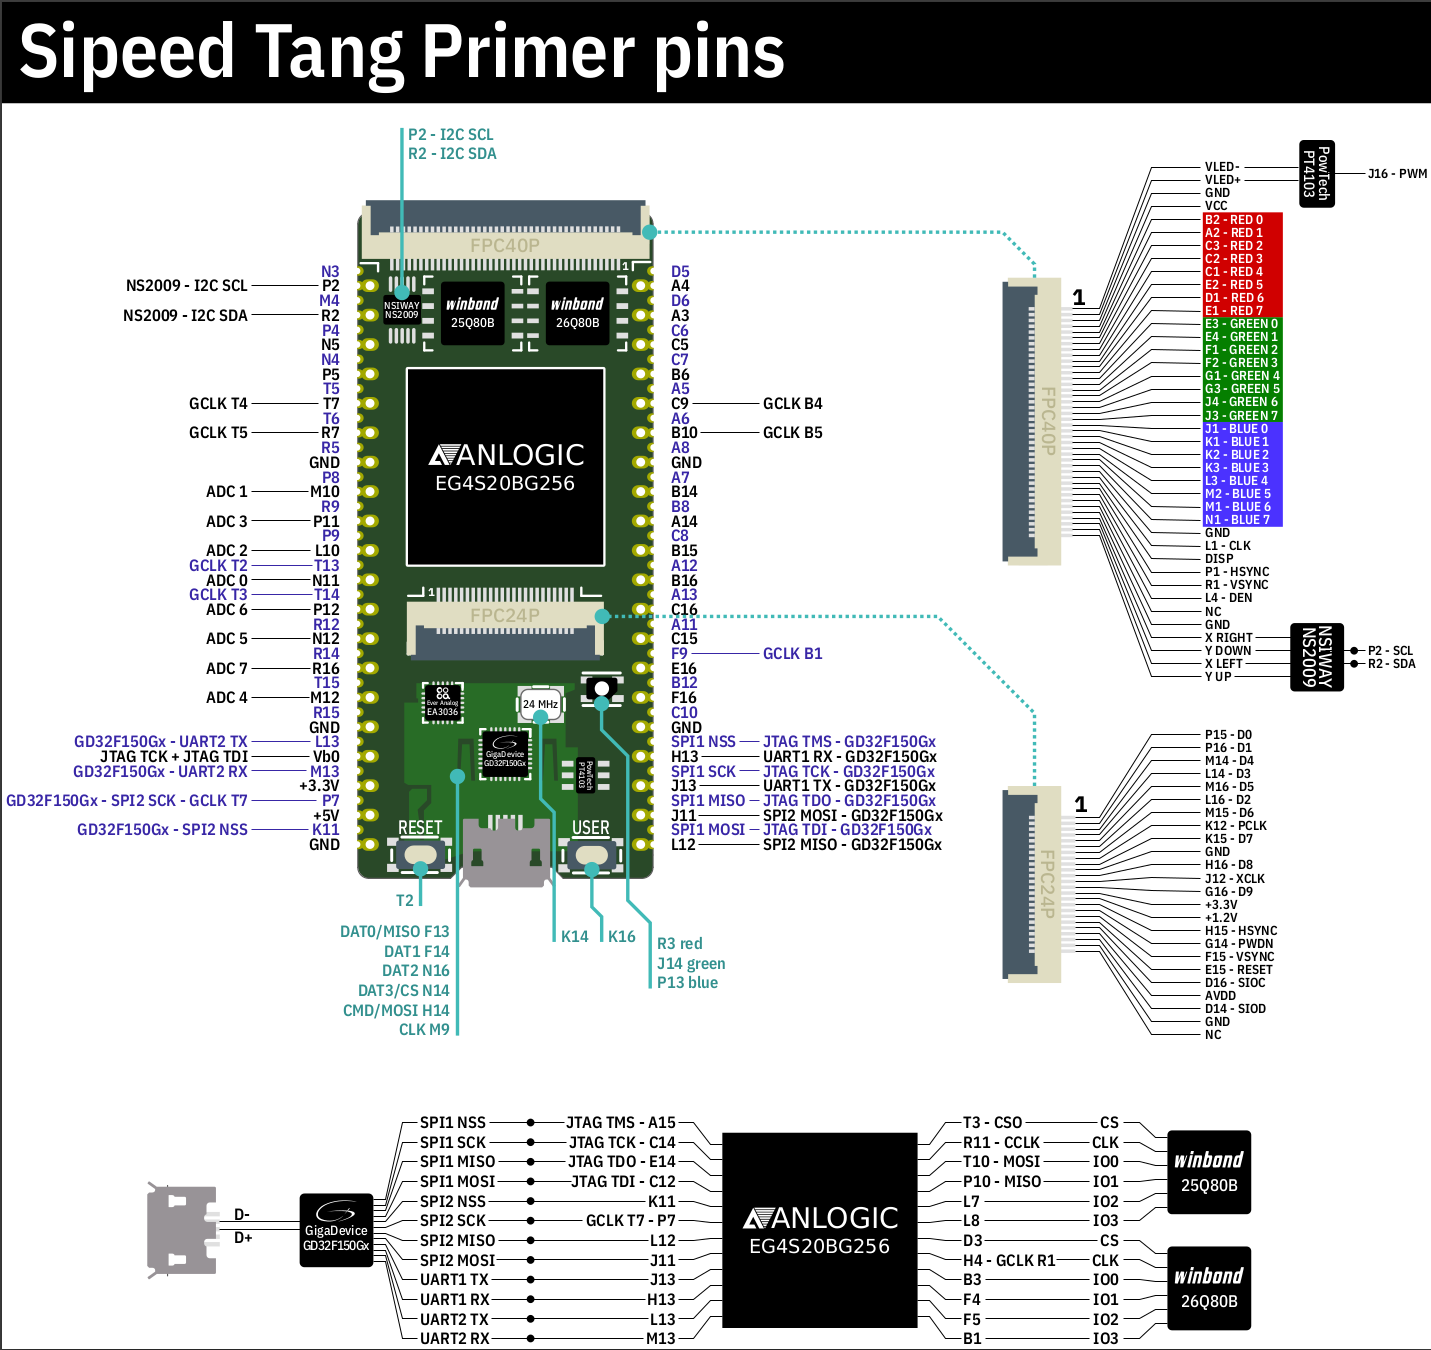 Sipeed Tang Primer pins
P2 - I2C SCL
R2 - I2C SDA
FPC40P
1
NSIWAY
NS2009
winbond
25Q80B
winbond
26Q80B
ANLOGIC
EG4S20BG256
1
FPC24P
Ever Analog
EA3036
24 MHz
GigaDevice
GD32F150Gx
PowTech
PT4103
RESET
USER
N3
NS2009 - I2C SCL P2
M4
NS2009 - I2C SDA R2
P4
N5
N4
P5
T5
GCLK T4 T7
T6
GCLK T5 R7
R5
GND
P8
ADC 1 M10
R9
ADC 3 P11
P9
ADC 2 L10
GCLK T2 T13
ADC 0 N11
GCLK T3 T14
ADC 6 P12
R12
ADC 5 N12
R14
ADC 7 R16
T15
ADC 4 M12
R15
GND
GD32F150Gx - UART2 TX L13
JTAG TCK + JTAG TDI Vb0
GD32F150Gx - UART2 RX M13
+3.3V
GD32F150Gx - SPI2 SCK - GCLK T7 P7
+5V
GD32F150Gx - SPI2 NSS K11
GND
D5
A4
D6
A3
C6
C5
C7
B6
A5
C9 GCLK B4
A6
B10 GCLK B5
A8
GND
A7
B14
B8
A14
C8
B15
A12
B16
A13
C16
A11
C15
F9 GCLK B1
E16
B12
F16
C10
GND
SPI1 NSS JTAG TMS - GD32F150Gx
H13 UART1 RX - GD32F150Gx
SPI1 SCK JTAG TCK - GD32F150Gx
J13 UART1 TX - GD32F150Gx
SPI1 MISO JTAG TDO - GD32F150Gx
J11 SPI2 MOSI - GD32F150Gx
SPI1 MOSI JTAG TDI - GD32F150Gx
L12 SPI2 MISO - GD32F150Gx
T2
DAT0/MISO F13
DAT1 F14
DAT2 N16
DAT3/CS N14
CMD/MOSI H14
CLK M9
K14
K16
R3 red
J14 green
P13 blue
1
FPC40P
VLED-
VLED+
GND
VCC
B2 - RED 0
A2 - RED 1
C3 - RED 2
C2 - RED 3
C1 - RED 4
E2 - RED 5
D1 - RED 6
E1 - RED 7
E3 - GREEN 0
E4 - GREEN 1
F1 - GREEN 2
F2 - GREEN 3
G1 - GREEN 4
G3 - GREEN 5
J4 - GREEN 6
J3 - GREEN 7
J1 - BLUE 0
K1 - BLUE 1
K2 - BLUE 2
K3 - BLUE 3
L3 - BLUE 4
M2 - BLUE 5
M1 - BLUE 6
N1 - BLUE 7
GND
L1 - CLK
DISP
P1 - HSYNC
R1 - VSYNC
L4 - DEN
NC
GND
X RIGHT
Y DOWN
X LEFT
Y UP
PowTech
PT4103
J16 - PWM
NSIWAY
NS2009
P2 - SCL
R2 - SDA
1
FPC24P
P15 - D0
P16 - D1
M14 - D4
L14 - D3
M16 - D5
L16 - D2
M15 - D6
K12 - PCLK
K15 - D7
GND
H16 - D8
J12 - XCLK
G16 - D9
+3.3V
+1.2V
H15 - HSYNC
G14 - PWDN
F15 - VSYNC
E15 - RESET
D16 - SIOC
AVDD
D14 - SIOD
GND
NC
D-
D+
GigaDevice
GD32F150Gx
SPI1 NSS JTAG TMS - A15
SPI1 SCK JTAG TCK - C14
SPI1 MISO JTAG TDO - E14
SPI1 MOSI JTAG TDI - C12
SPI2 NSS K11
SPI2 SCK GCLK T7 - P7
SPI2 MISO L12
SPI2 MOSI J11
UART1 TX J13
UART1 RX H13
UART2 TX L13
UART2 RX M13
ANLOGIC
EG4S20BG256
T3 - CSO CS
R11 - CCLK CLK
T10 - MOSI IO0
P10 - MISO IO1
L7 IO2
L8 IO3
D3 CS
H4 - GCLK R1 CLK
B3 IO0
F4 IO1
F5 IO2
B1 IO3
winbond
25Q80B
winbond
26Q80B